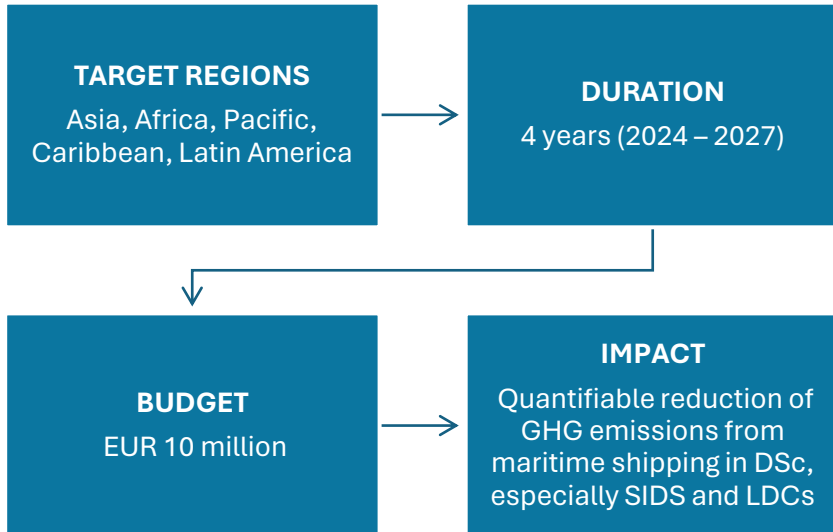 TARGET REGIONS
Asia, Africa, Pacific,
Caribbean, Latin America
DURATION
4 years (2024 – 2027)
BUDGET
EUR 10 million
IMPACT
Quantifiable reduction of
GHG emissions from
maritime shipping in DSc,
especially SIDS and LDCs